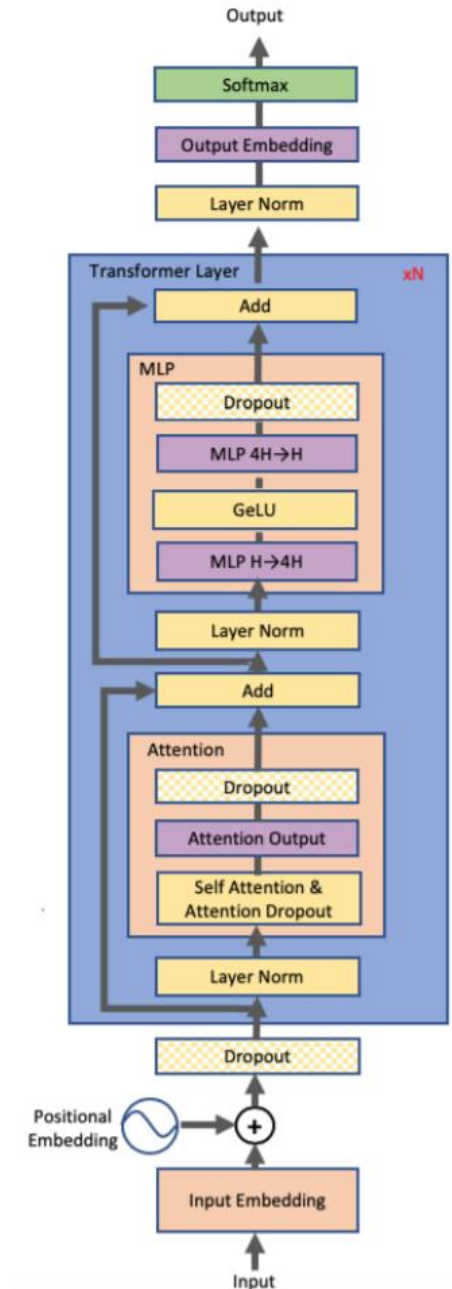 Output
Softmax
Output Embedding
Layer Norm
Transformer Layer
xN
Add
MLP
Dropout
MLP 4H→H
GeLU
MLP H→4H
Layer Norm
Add
Attention
Dropout
Attention Output
Self Attention &
Attention Dropout
Layer Norm
Dropout
Positional
Embedding
+
Input Embedding
Input